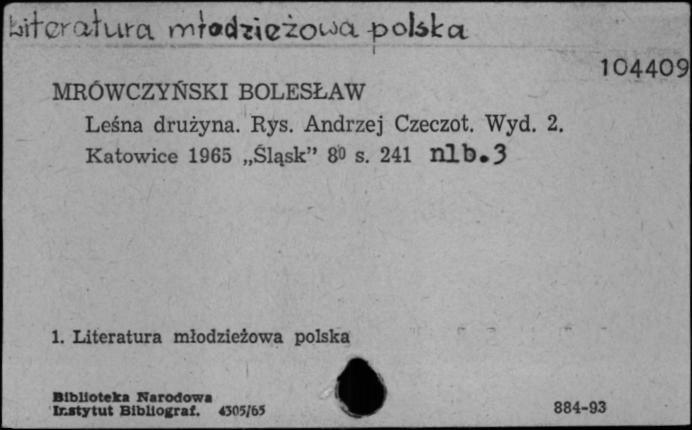 Literatura młodzieżowa polska
104409
MRÓWCZYŃSKI BOLESŁAW
Leśna drużyna. Rys. Andrzej Czeczot. Wyd. 2.
Katowice 1965 „Śląsk” 8⁰ s. 241 nlb.3
1. Literatura młodzieżowa polska
Biblioteka Narodowa
Instytut Bibliograf. 4305/65
884-93